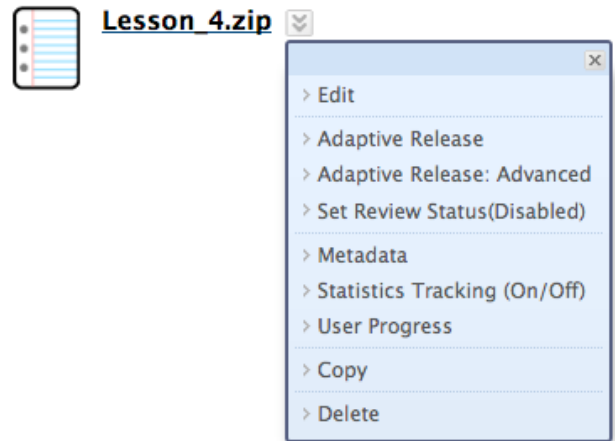 Lesson_4.zip
Edit
Adaptive Release
Adaptive Release: Advanced
Set Review Status(Disabled)
Metadata
Statistics Tracking (On/Off)
User Progress
Copy
Delete